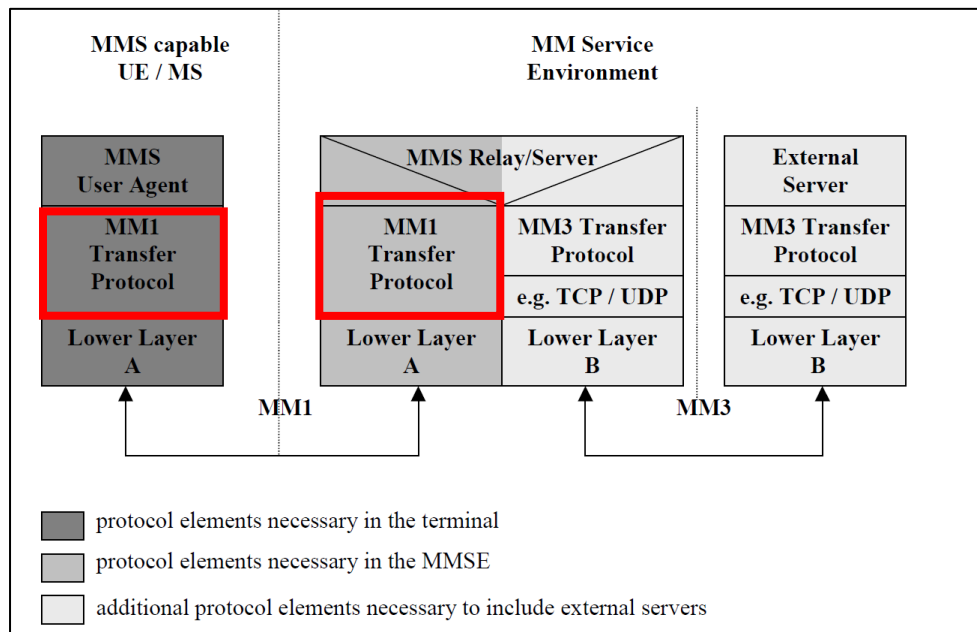 MMS capable
UE / MS
MM Service
Environment
MMS
User Agent
MMS Relay/Server
External
Server
MM1
Transfer
Protocol
MM1
Transfer
Protocol
MM3 Transfer
Protocol
MM3 Transfer
Protocol
e.g. TCP / UDP
e.g. TCP / UDP
Lower Layer
A
Lower Layer
A
Lower Layer
B
Lower Layer
B
MM1
MM3
protocol elements necessary in the terminal
protocol elements necessary in the MMSE
additional protocol elements necessary to include external servers